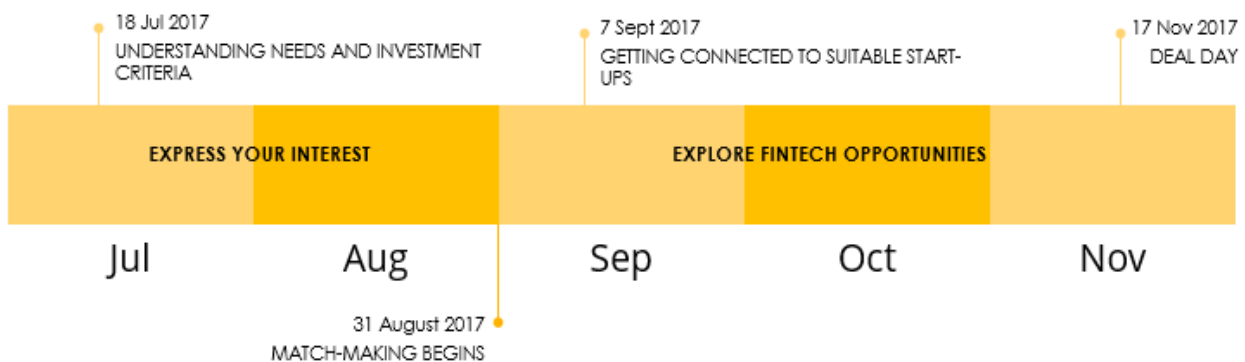 18 Jul 2017
UNDERSTANDING NEEDS AND INVESTMENT
CRITERIA
7 Sept 2017
GETTING CONNECTED TO SUITABLE START-
UPS
17 Nov 2017
DEAL DAY
EXPRESS YOUR INTEREST
EXPLORE FINTECH OPPORTUNITIES
Jul
Aug
Sep
Oct
Nov
31 August 2017
MATCH-MAKING BEGINS